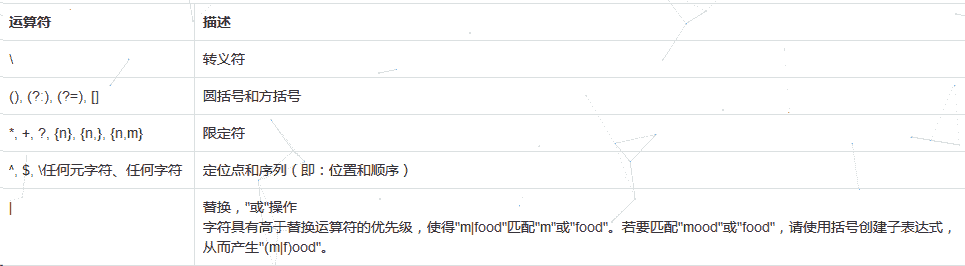 运算符 描述
\ 转义符
(), (?:), (?=), [] 圆括号和方括号
*, +, ?, {n}, {n,}, {n,m} 限定符
^, $, \任何元字符、任何字符 定位点和序列（即：位置和顺序）
| 替换，"或"操作
字符具有高于替换运算符的优先级，使得"m|food"匹配"m"或"food"。若要匹配"mood"或"food"，请使用括号创建子表达式，
从而产生"(m|f)ood"。